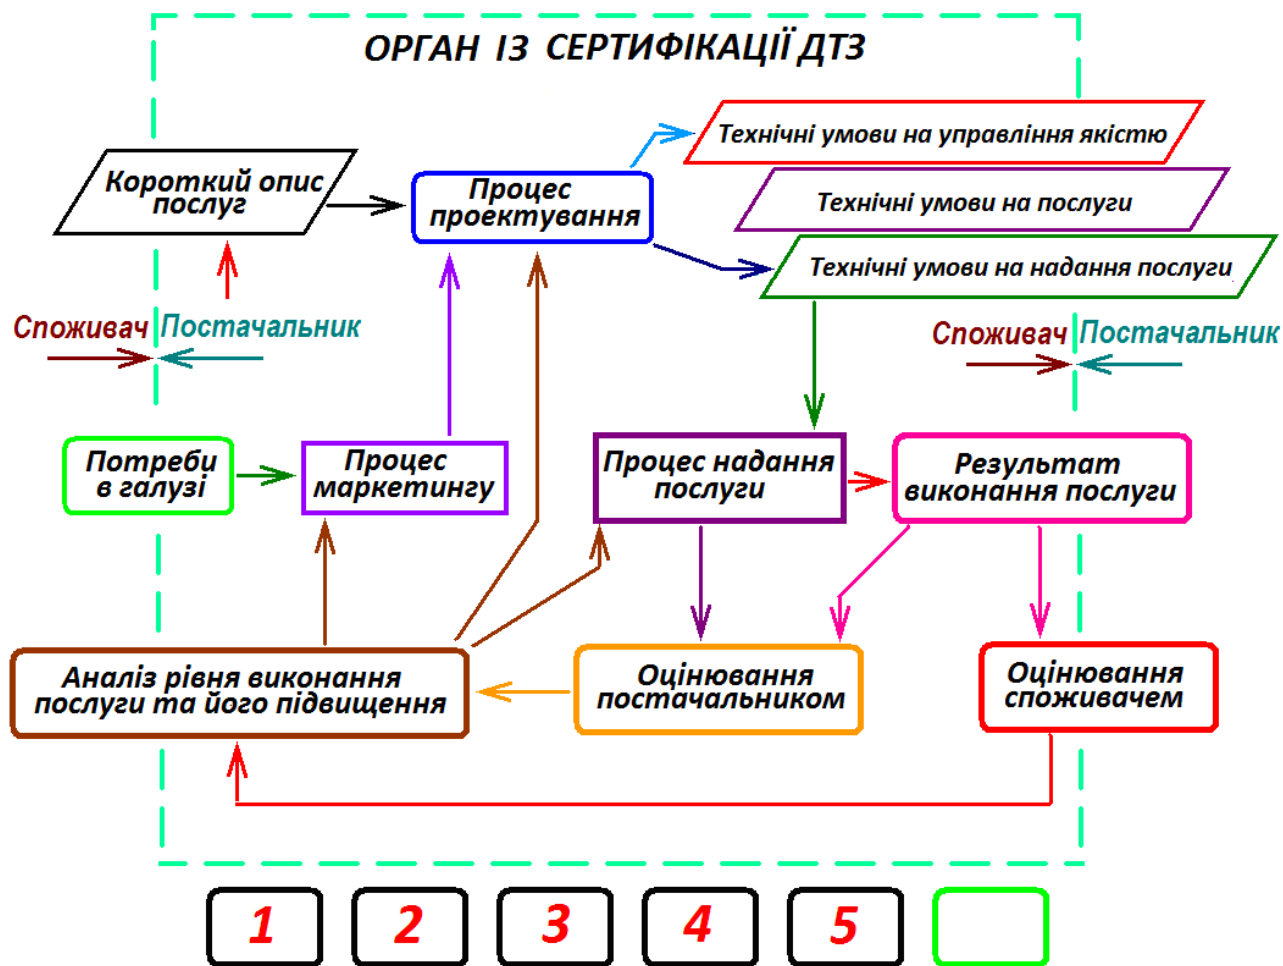 ОРГАН ІЗ СЕРТИФІКАЦІЇ ДТЗ
Технічні умови на управління якістю
Короткий опис
послуг
Процес
проектування
Технічні умови на послуги
Технічні умови на надання послуги
Споживач
Постачальник
Споживач
Постачальник
Потреби
в галузі
Процес
маркетингу
Процес надання
послуги
Результат
виконання послуги
Аналіз рівня виконання
послуги та його підвищення
Оцінювання
постачальником
Оцінювання
споживачем
1
2
3
4
5